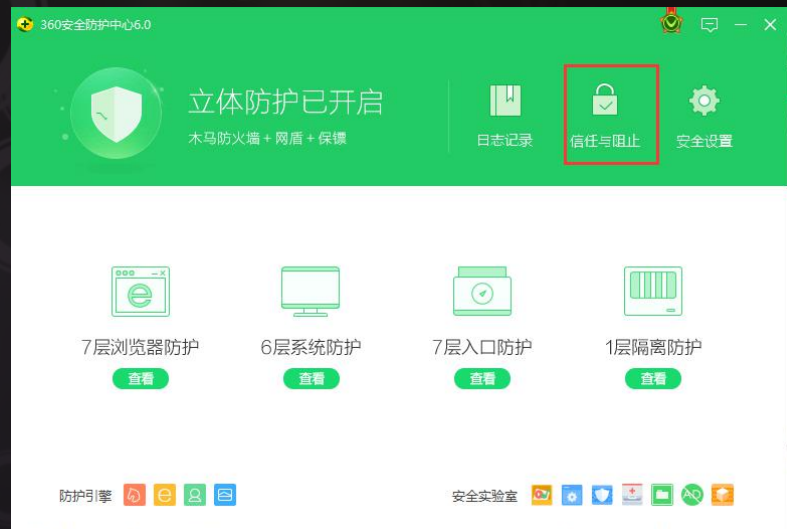 360安全防护中心6.0
立体防护已开启
木马防火墙+网盾+保镖
日志记录
信任与阻止
安全设置
7层浏览器防护
6层系统防护
7层入口防护
1层隔离防护
查看
查看
查看
查看
防护引擎
安全实验室
AD